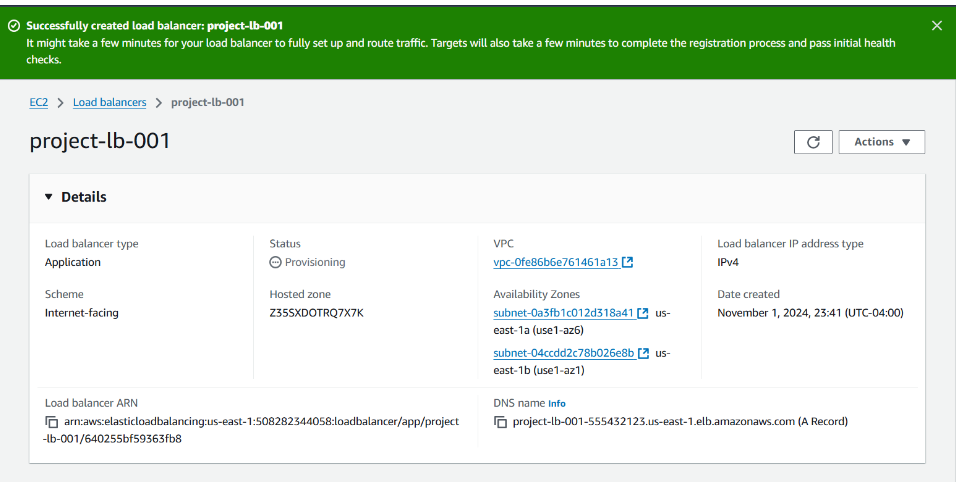 Successfully created load balancer: project-lb-001
It might take a few minutes for your load balancer to fully set up and route traffic. Targets will also take a few minutes to complete the registration process and pass initial health
checks.
EC2 > Load balancers > project-lb-001
project-lb-001
Actions
Details
Load balancer type
Application
Status
Provisioning
VPC
vpc-0fe86b6e761461a13
Load balancer IP address type
IPv4
Scheme
Internet-facing
Hosted zone
Z35SXDOTRQ7X7K
Availability Zones
subnet-0a3fb1c012d318a41 us-
east-1a (use1-az6)
subnet-04ccdd2c78b026e8b us-
east-1b (use1-az1)
Date created
November 1, 2024, 23:41 (UTC-04:00)
Load balancer ARN
arn:aws:elasticloadbalancing:us-east-1:508282344058:loadbalancer/app/project
-lb-001/640255bf59363fb8
DNS name Info
project-lb-001-555432123.us-east-1.elb.amazonaws.com (A Record)